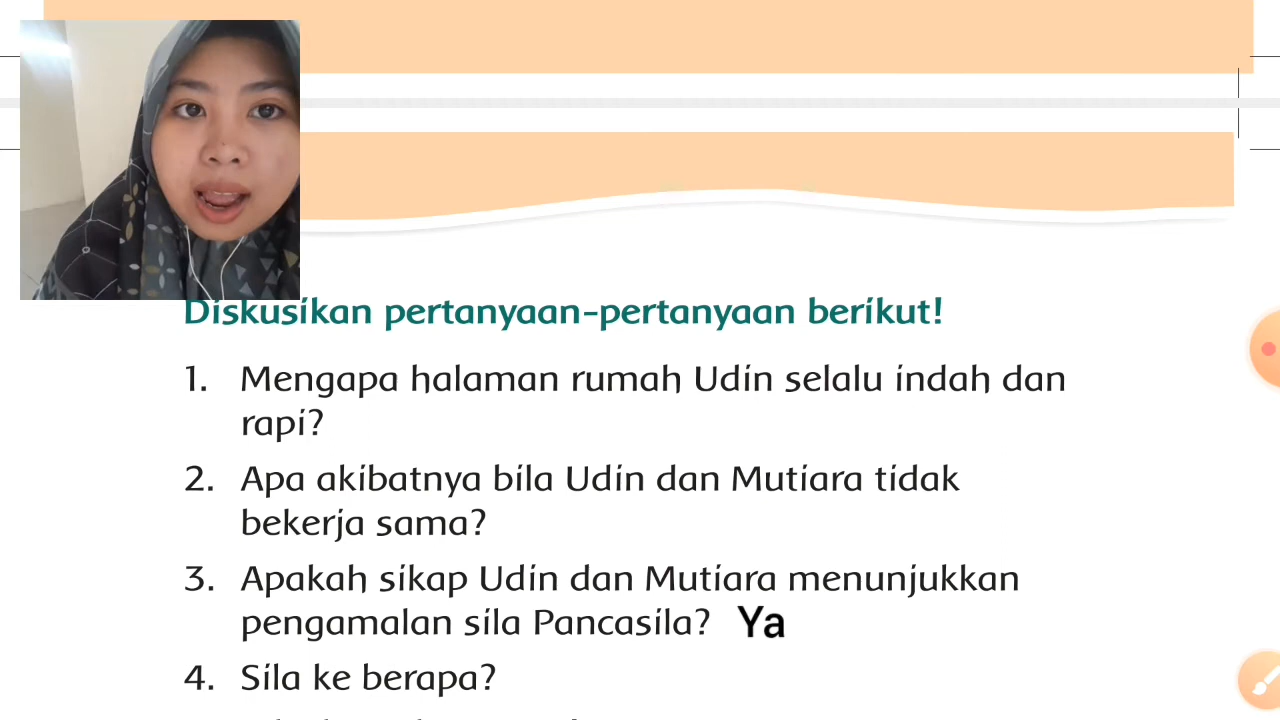 Diskusikan pertanyaan-pertanyaan berikut!
1. Mengapa halaman rumah Udin selalu indah dan
rapi?
2. Apa akibatnya bila Udin dan Mutiara tidak
bekerja sama?
3. Apakah sikap Udin dan Mutiara menunjukkan
pengamalan sila Pancasila? Ya
4. Sila ke berapa?